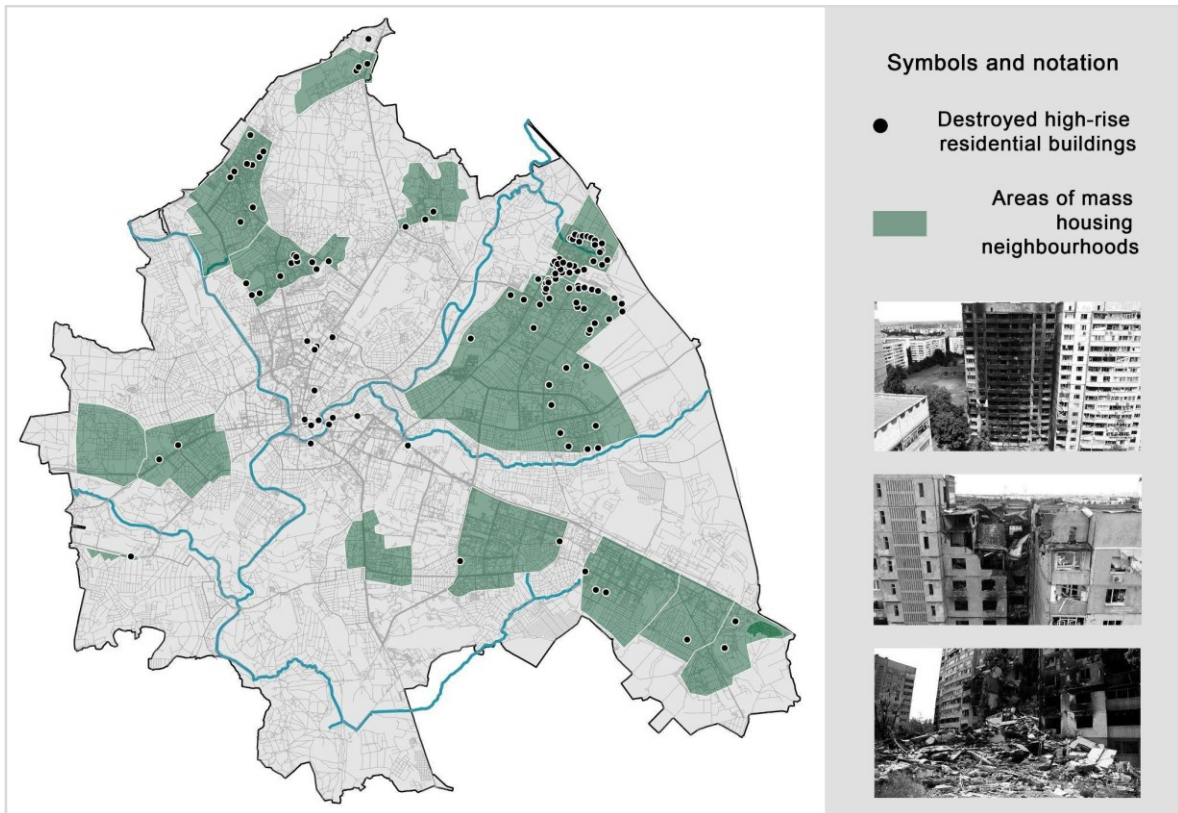 Symbols and notation
Destroyed high-rise
residential buildings
Areas of mass
housing
neighbourhoods